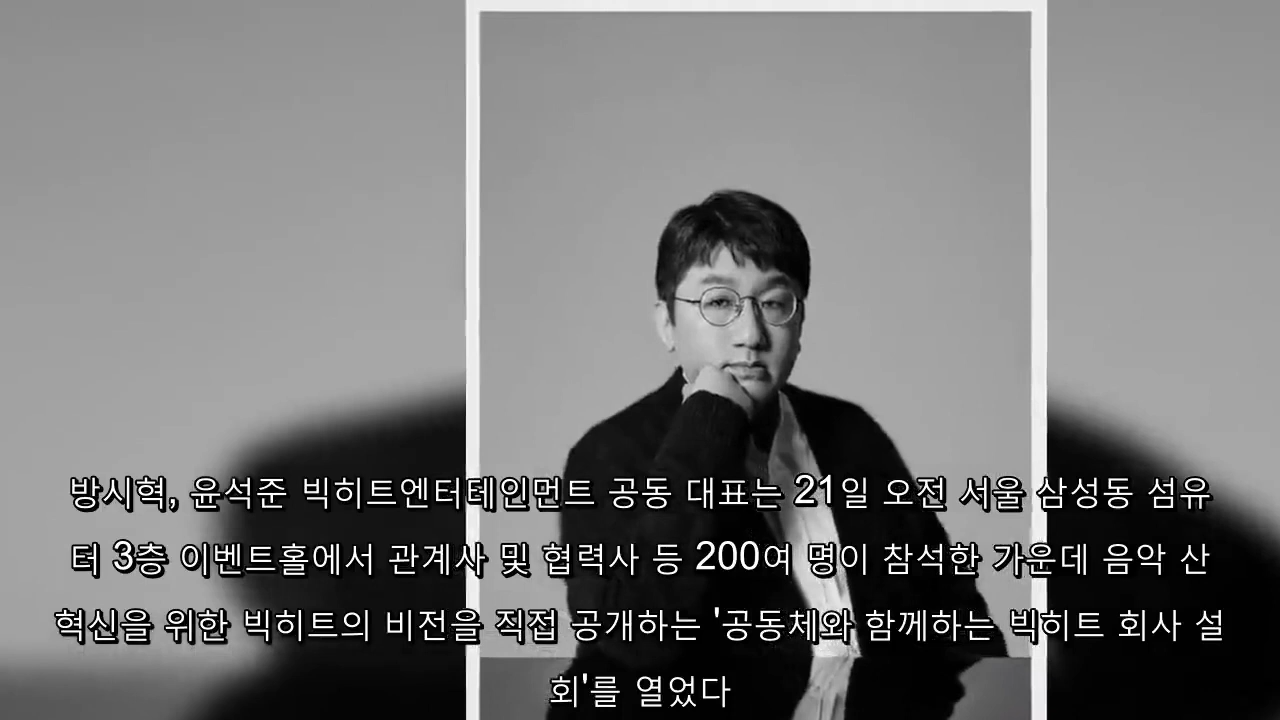 방시혁, 윤석준 빅히트엔터테인먼트 공동 대표는 21일 오전 서울 삼성동 섬유
터 3층 이벤트홀에서 관계사 및 협력사 등 200여 명이 참석한 가운데 음악 산
혁신을 위한 빅히트의 비전을 직접 공개하는 '공동체와 함께하는 빅히트 회사 설
회'를 열었다